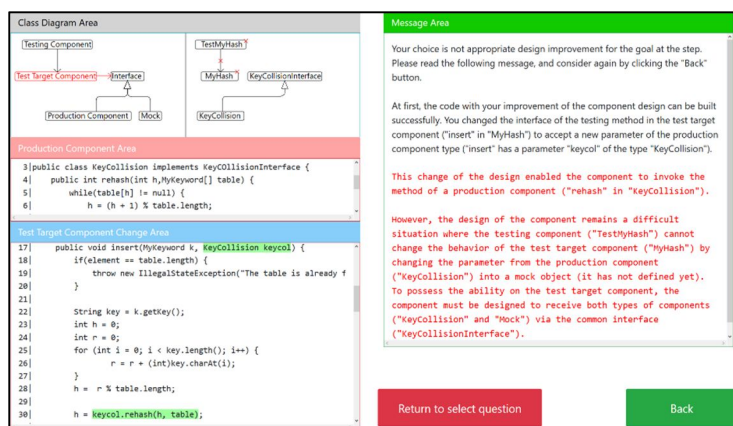 Class Diagram Area
Testing Component
Test Target Component
Interface
Production Component
Mock
TestMyHash
MyHash
KeyCollisionInterface
KeyCollision
Production Component Area
3|public class KeyCollision implements KeyCOllisionInterface {
4| public int rehash(int h,MyKeyword[] table) {
5| while(table[h] != null) {
6| h = (h + 1) % table.length;
Test Target Component Change Area
17| public void insert(MyKeyword k, KeyCollision keycol) {
18| if(element == table.length) {
19| throw new IllegalStateException("The table is already f
20| }
21|
22| String key = k.getKey();
23| int h = 0;
24| int r = 0;
25| for (int i = 0; i < key.length(); i++) {
26| r = r + (int)key.charAt(i);
27| }
28| h = r % table.length;
29|
30| h = keycol.rehash(h, table);
Message Area
Your choice is not appropriate design improvement for the goal at the step.
Please read the following message, and consider again by clicking the "Back"
button.
At first, the code with your improvement of the component design can be built
successfully. You changed the interface of the testing method in the test target
component ("insert" in "MyHash") to accept a new parameter of the production
component type ("insert" has a parameter "keycol" of the type "KeyCollision").
This change of the design enabled the component to invoke the
method of a production component ("rehash" in "KeyCollision").
However, the design of the component remains a difficult
situation where the testing component ("TestMyHash") cannot
change the behavior of the test target component ("MyHash") by
changing the parameter from the production component
("KeyCollision") into a mock object (it has not defined yet).
To possess the ability on the test target component, the
component must be designed to receive both types of components
("KeyCollision" and "Mock") via the common interface
("KeyCollisionInterface").
Return to select question
Back